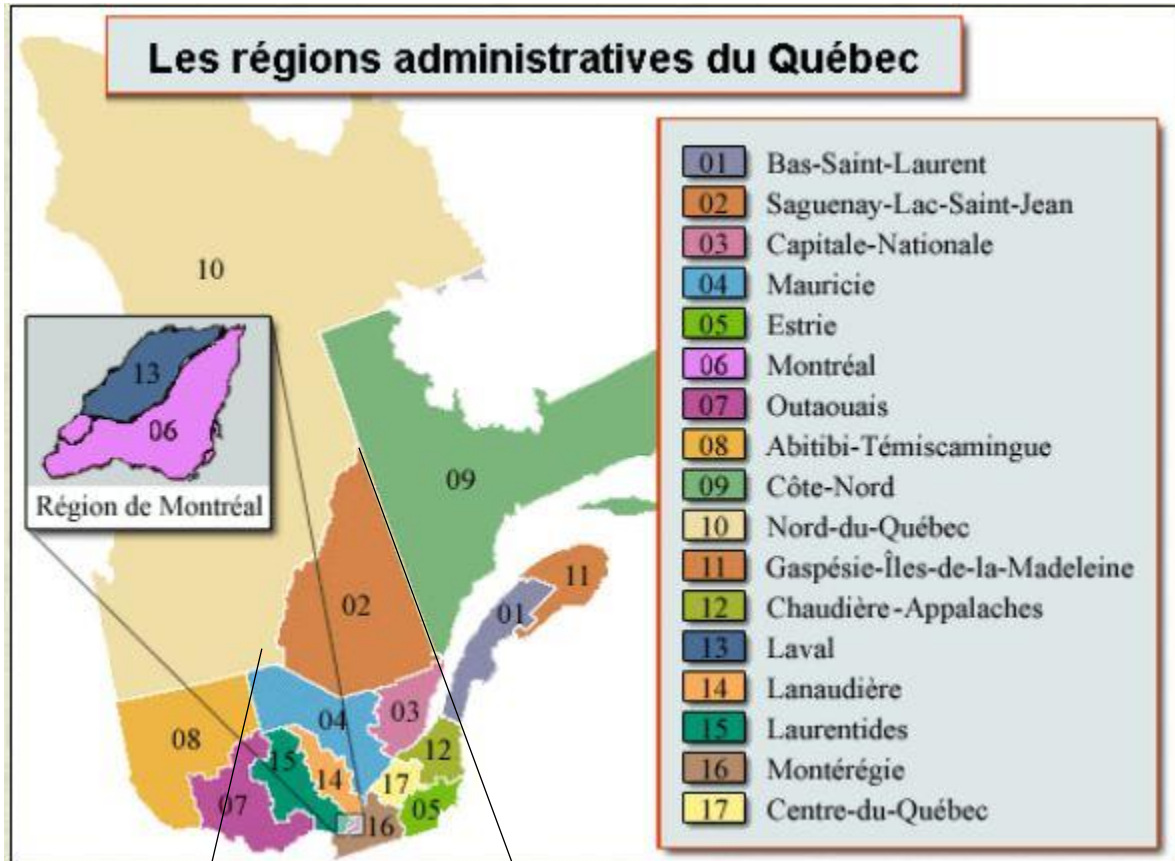 Les régions administratives du Québec
01 Bas-Saint-Laurent
02 Saguenay-Lac-Saint-Jean
03 Capitale-Nationale
04 Mauricie
05 Estrie
06 Montréal
07 Outaouais
08 Abitibi-Témiscamingue
09 Côte-Nord
10 Nord-du-Québec
11 Gaspésie-Îles-de-la-Madeleine
12 Chaudière-Appalaches
13 Laval
14 Lanaudière
15 Laurentides
16 Montérégie
17 Centre-du-Québec
10
13
06
Région de Montréal
09
11
02
01
04
03
08
12
15
14
17
07
05
16